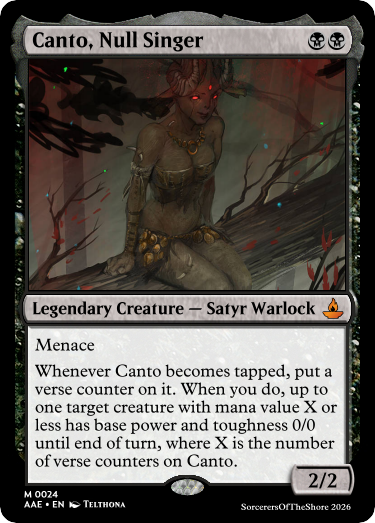 Canto, Null Singer
Legendary Creature — Satyr Warlock
Menace
Whenever Canto becomes tapped, put a
verse counter on it. When you do, up to
one target creature with mana value X or
less has base power and toughness 0/0
until end of turn, where X is the number
of verse counters on Canto.
2/2
M 0024
AAE • EN Telthona
SorcerersOfTheShore 2026